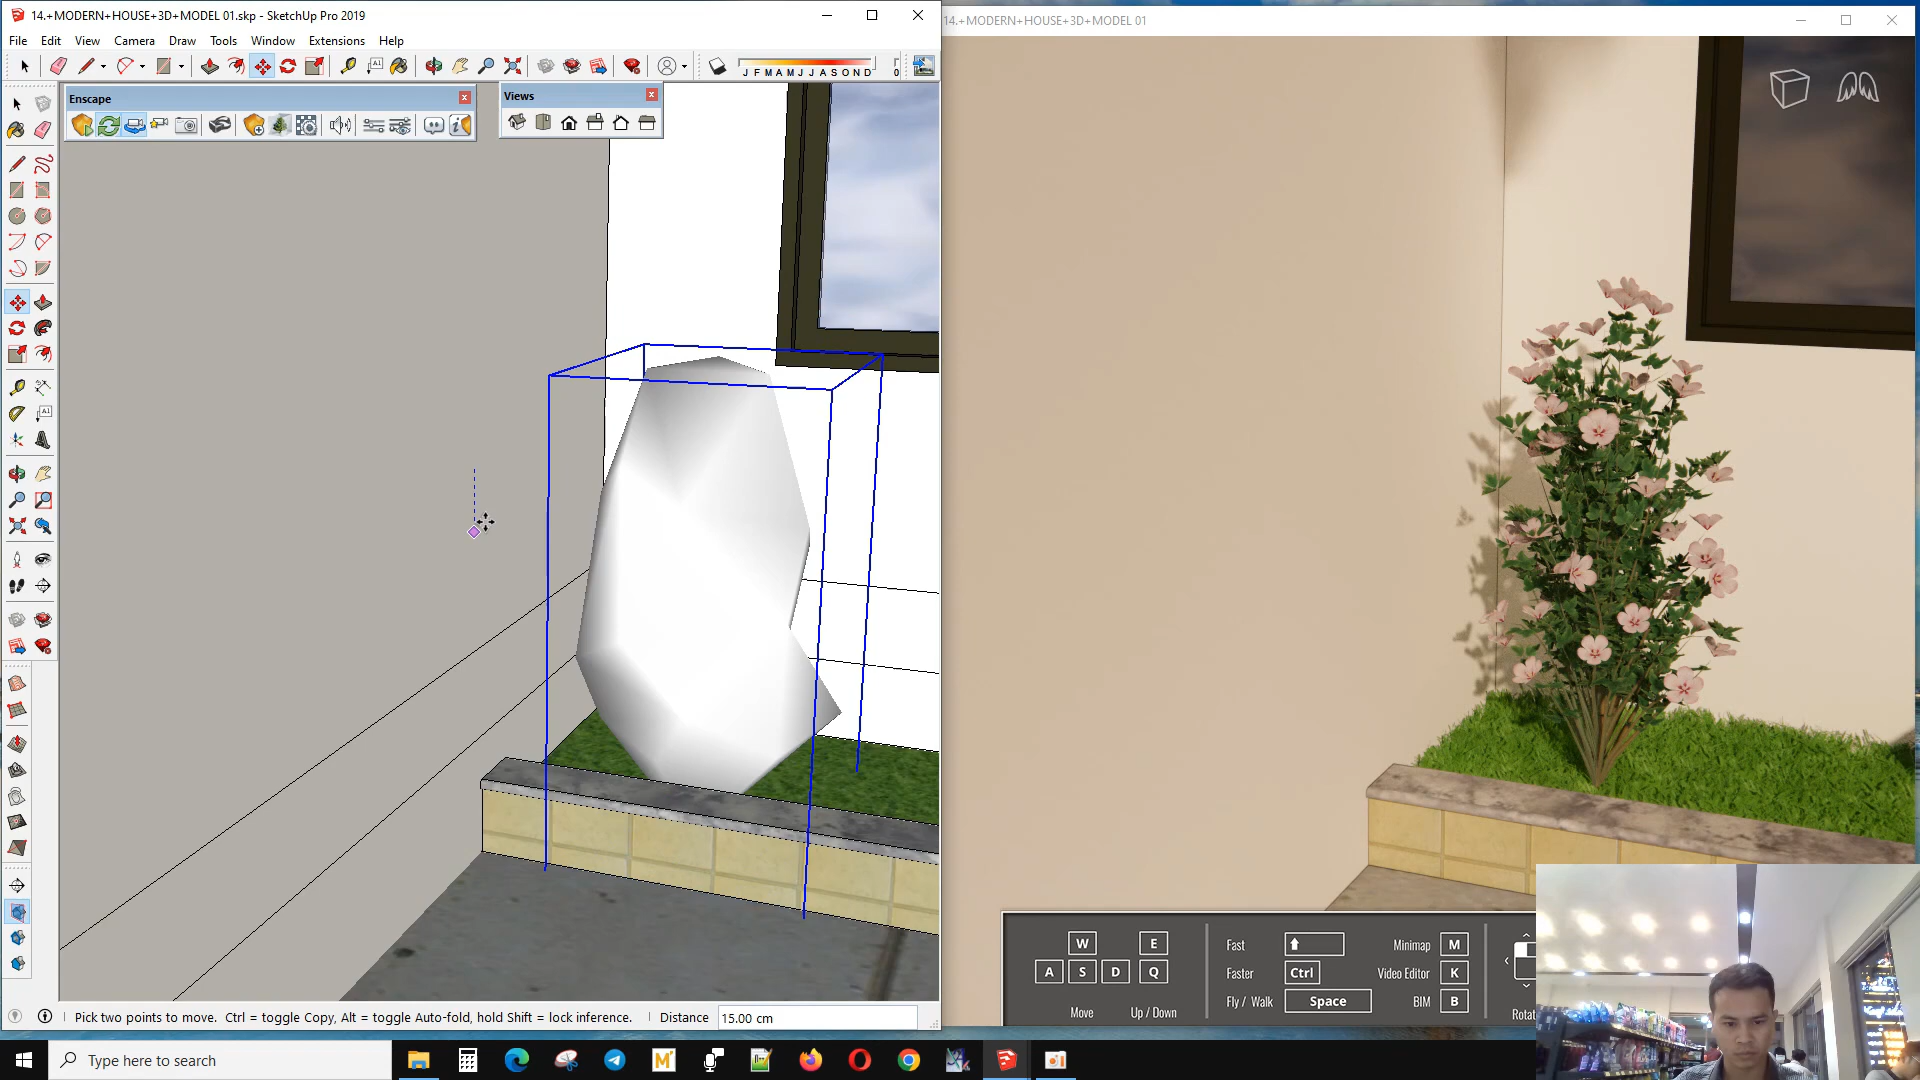 14.+MODERN+HOUSE+3D+MODEL 01.skp - SketchUp Pro 2019
14.+MODERN+HOUSE+3D+MODEL 01
File Edit View Camera Draw Tools Window Extensions Help
J F M A M J J A S O N D
Enscape
Views
A1
A1
Fast
Minimap
W
E
M
A
S
D
Q
Faster
Ctrl
Video Editor
K
Fly / Walk
Space
BIM
B
Move
Up / Down
Pick two points to move. Ctrl = toggle Copy, Alt = toggle Auto-fold, hold Shift = lock inference.
Distance
15.00 cm
Type here to search